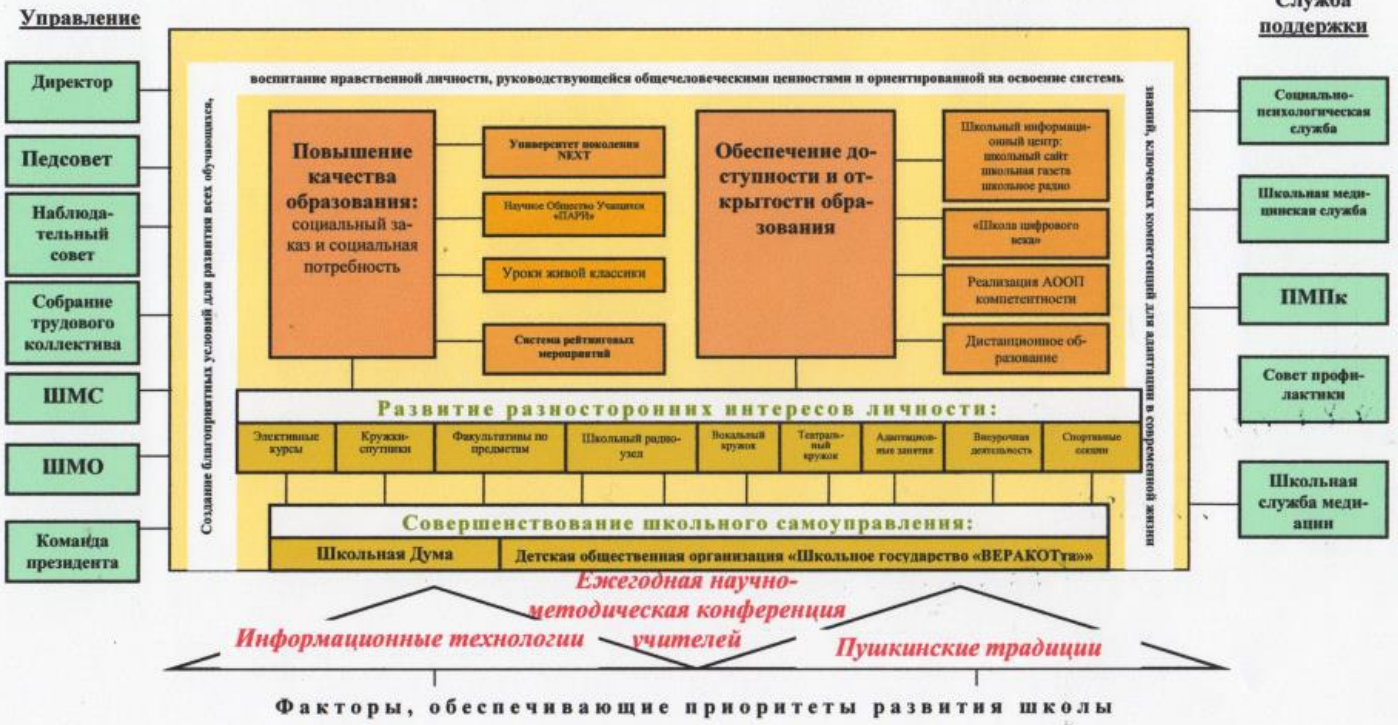 Управление
Директор
Педсовет
Наблюда-
тельный
совет
Собрание
трудового
коллектива
ШМС
ШМО
Команда
президента
Служба
поддержки
Социально-
психологическая
служба
Школьная меди-
цинская служба
ПМПк
Совет профи-
лактики
Школьная
служба меди-
ации
Создание благоприятных условий для развития всех обучающихся,
воспитание нравственной личности, руководствующейся общечеловеческими ценностями и ориентированной на освоение системь
знаний, ключевых компетенций для адаптации в современной жизни
Повышение
качества
образования:
социальный за-
каз и социальная
потребность
Университет поколения
NEXT
Научное Общество Учащихся
«ПАРИ»
Уроки живой классики
Система рейтинговых
мероприятий
Обеспечение до-
ступности и от-
крытости обра-
зования
Школьный информаци-
онный центр:
школьный сайт
школьная газета
школьное радио
«Школа цифрового
века»
Реализация АООП
компетентности
Дистанционное об-
разование
Развитие разносторонних интересов личности:
Элективные
курсы
Кружки-
спутники
Факультативы по
предметам
Школьный радио-
узел
Вокальный
кружок
Театраль-
ный
кружок
Адаптацион-
ные занятия
Внеурочная
деятельность
Спортивные
секции
Совершенствование школьного самоуправления:
Школьная Дума
Детская общественная организация «Школьное государство «ВЕРАКОТта»»
Ежегодная научно-
методическая конференция
учителей
Информационные технологии
Пушкинские традиции
Факторы, обеспечивающие приоритеты развития школы